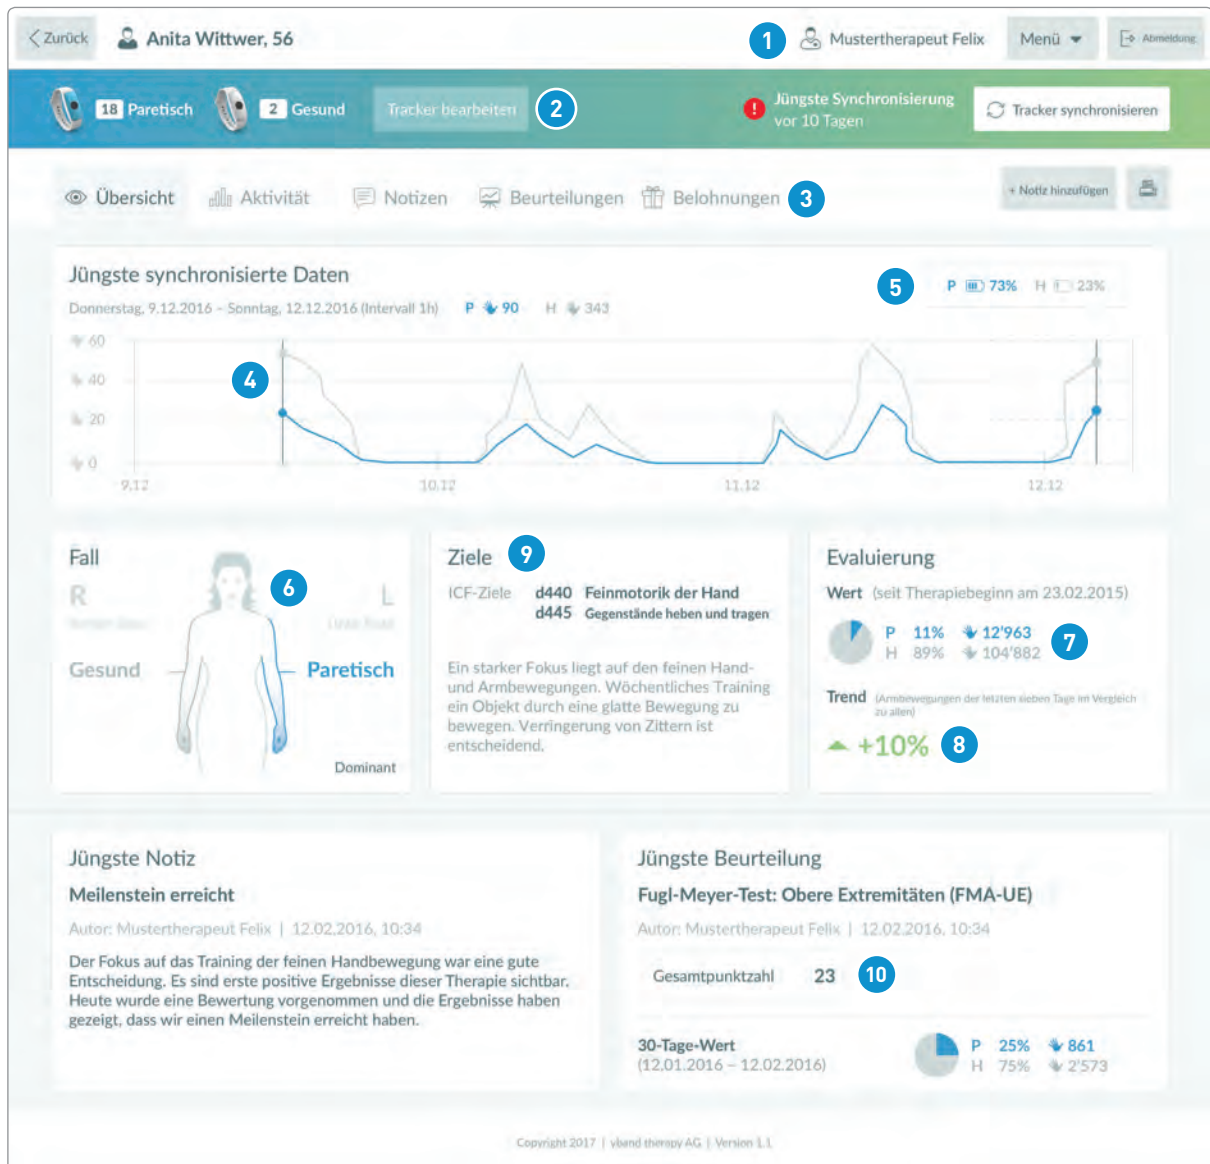 Zurück
Anita Wittwer, 56
1
Mustertherapeut Felix
Menü
Abmeldung
18 Paretisch
2 Gesund
Tracker bearbeiten
2
Jüngste Synchronisierung
vor 10 Tagen
Tracker synchronisieren
Übersicht
Aktivität
Notizen
Beurteilungen
Belohnungen
3
+ Notiz hinzufügen
Jüngste synchronisierte Daten
5
P 73% H 23%
Donnerstag, 9.12.2016 – Sonntag, 12.12.2016 (Intervall 1h) P 90 H 343
60
40
4
20
0
9.12
10.12
11.12
12.12
Fall
6
R
L
Gesund
Paretisch
Dominant
Ziele
9
ICF-Ziele d440 Feinmotorik der Hand
d445 Gegenstände heben und tragen
Ein starker Fokus liegt auf den feinen Hand-
und Armbewegungen. Wöchentliches Training
ein Objekt durch eine glatte Bewegung zu
bewegen. Verringerung von Zittern ist
entscheidend.
Evaluierung
Wert (seit Therapiebeginn am 23.02.2015)
P 11% 12'963
H 89% 104'882
7
Trend (Armbewegungen der letzten sieben Tage im Vergleich
zu allen)
+10%
8
Jüngste Notiz
Meilenstein erreicht
Autor: Mustertherapeut Felix | 12.02.2016, 10:34
Der Fokus auf das Training der feinen Handbewegung war eine gute
Entscheidung. Es sind erste positive Ergebnisse dieser Therapie sichtbar.
Heute wurde eine Bewertung vorgenommen und die Ergebnisse haben
gezeigt, dass wir einen Meilenstein erreicht haben.
Jüngste Beurteilung
Fugl-Meyer-Test: Obere Extremitäten (FMA-UE)
Autor: Mustertherapeut Felix | 12.02.2016, 10:34
Gesamtpunktzahl 23
10
30-Tage-Wert
(12.01.2016 – 12.02.2016)
P 25% 861
H 75% 2'573
Copyright 2017 | yband therapy AG | Version 1.1